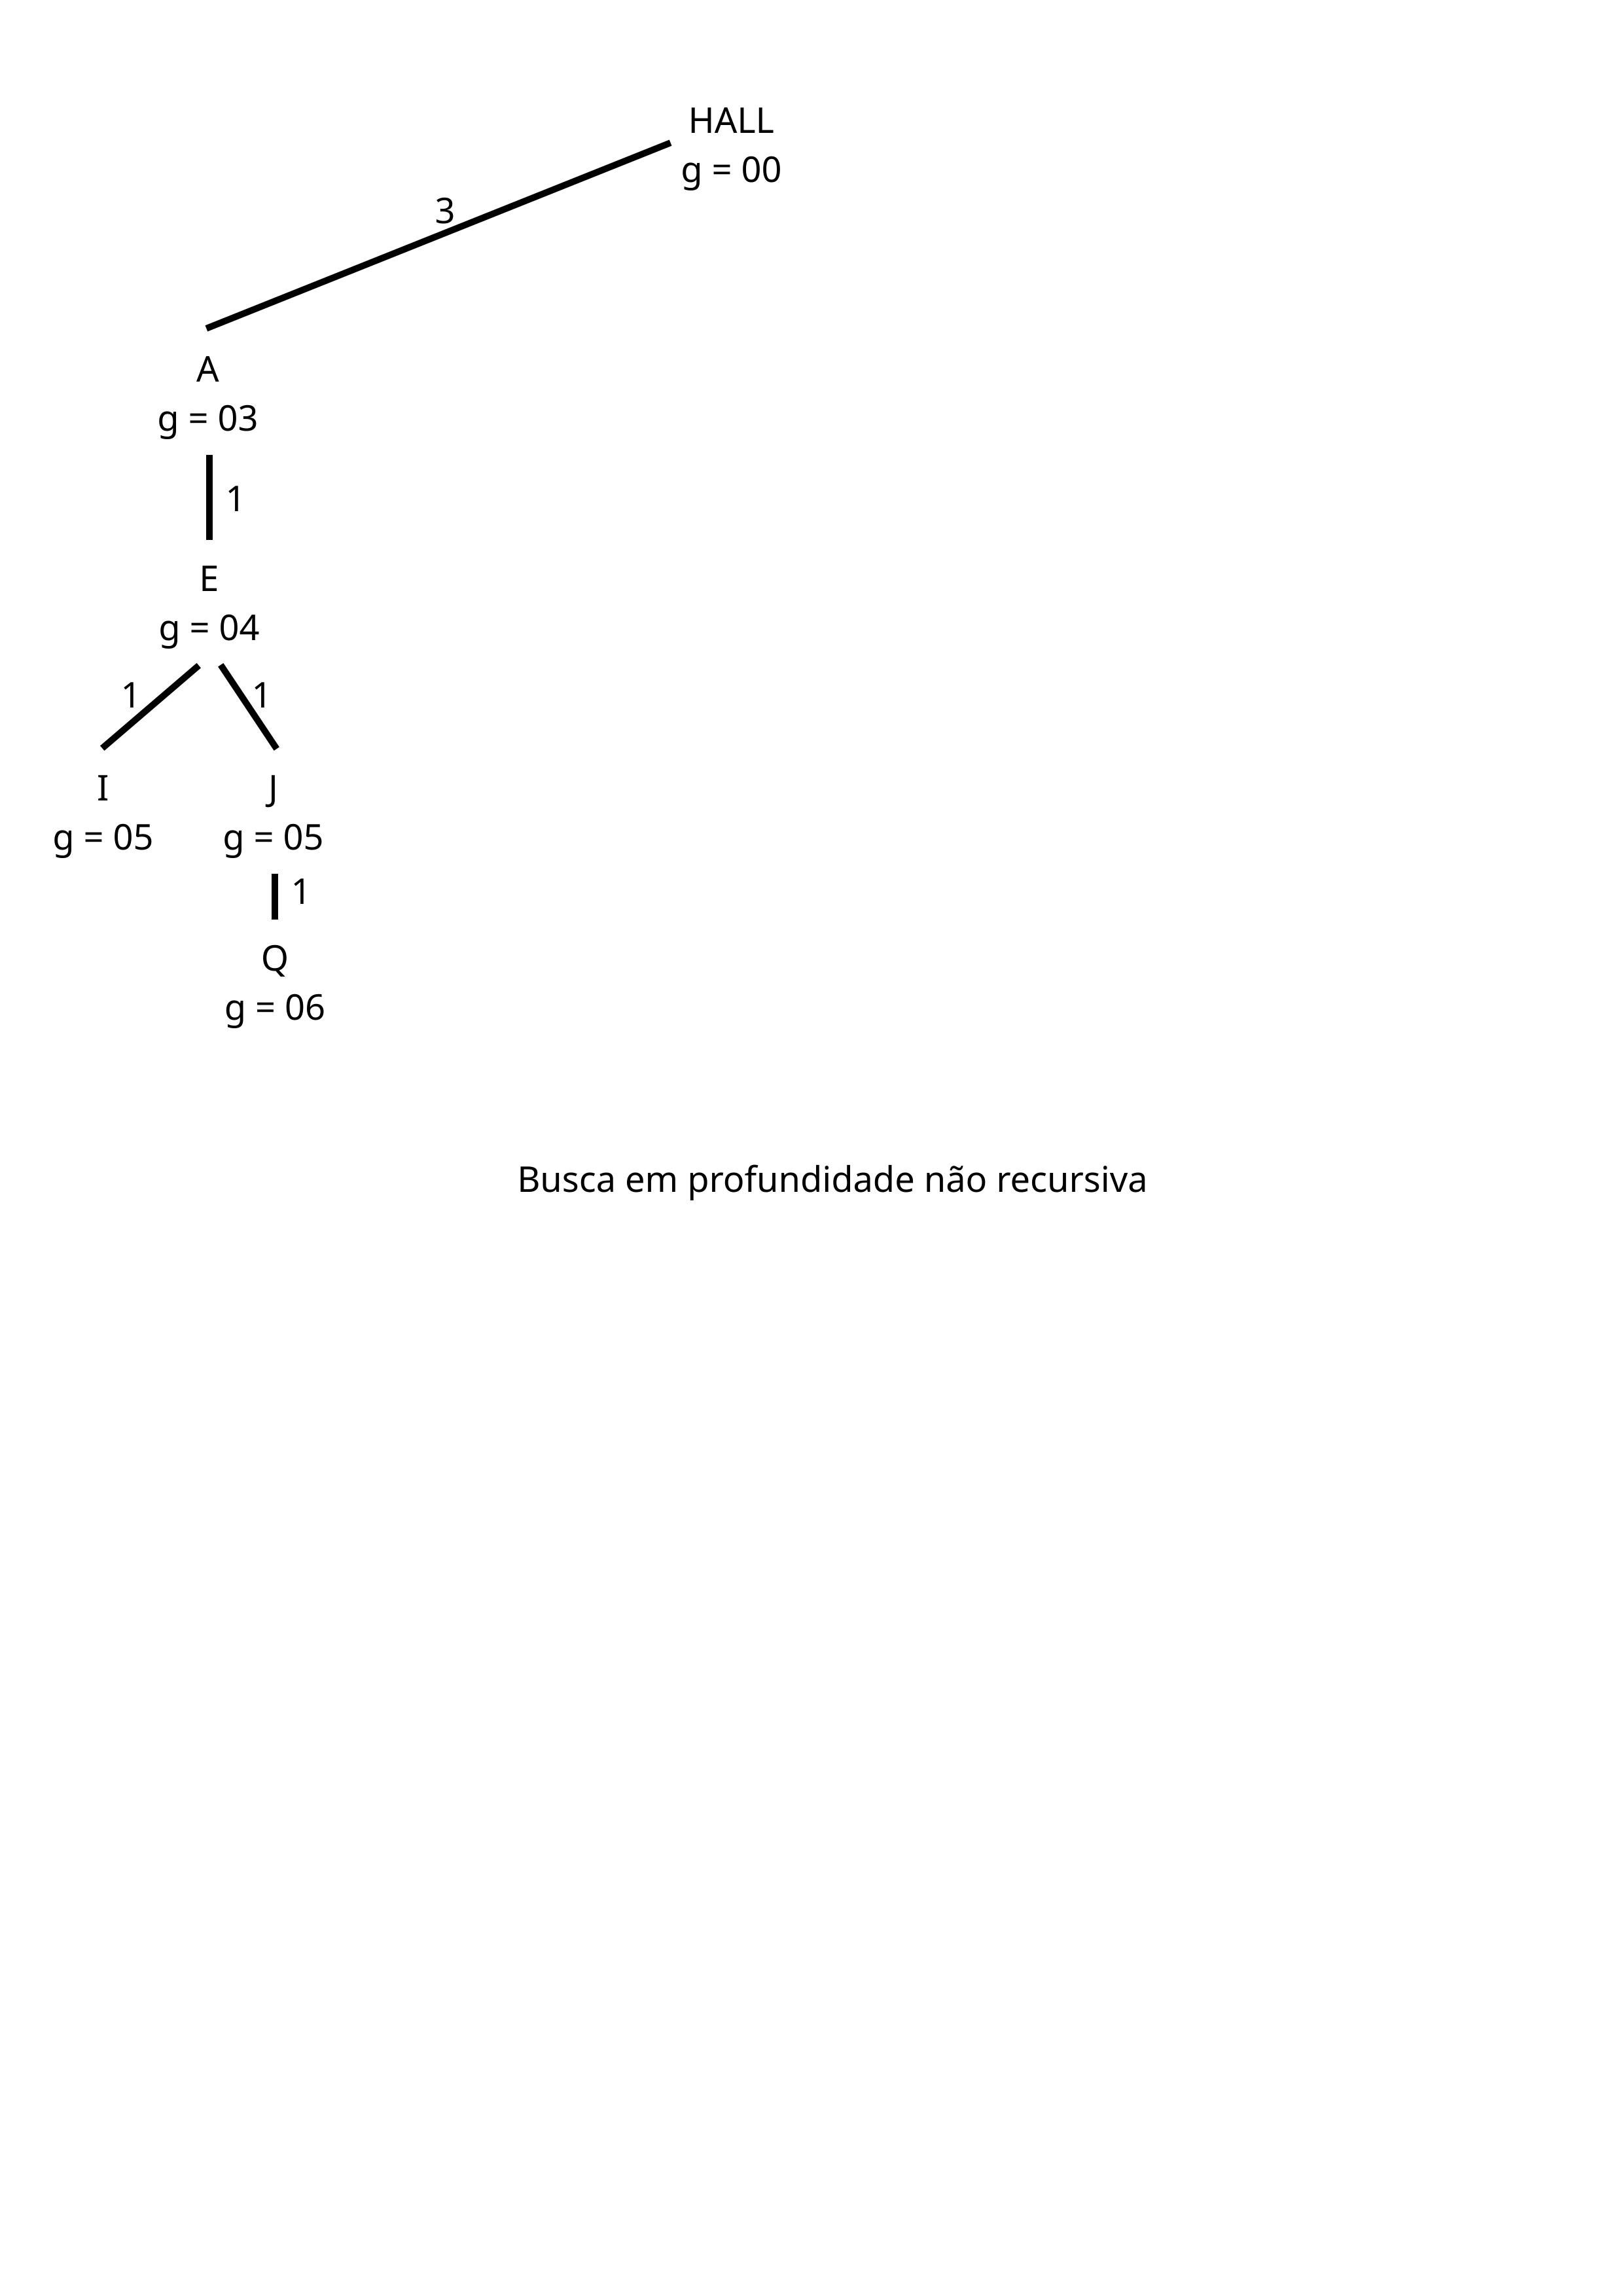 HALL
g = 00
3
A
g = 03
1
E
g = 04
1 1
I J
g = 05 g = 05
1
Q
g = 06
Busca em profundidade não recursiva